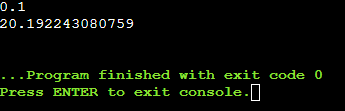 0.1
20.192243080759
...Program finished with exit code 0
Press ENTER to exit console.